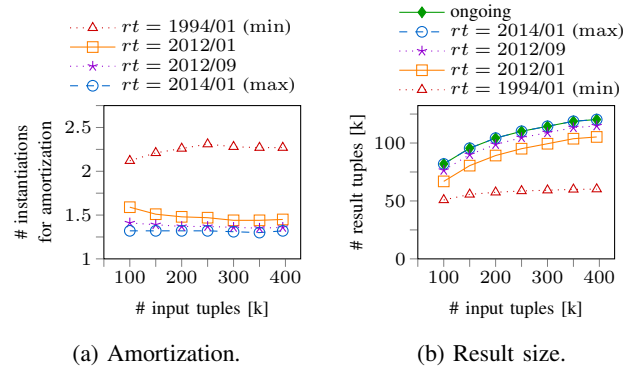 rt = 1994/01 (min)
rt = 2012/01
rt = 2012/09
rt = 2014/01 (max)
# instantiations
for amortization
2.5
2
1.5
1
100 200 300 400
# input tuples [k]
(a) Amortization.
ongoing
rt = 2014/01 (max)
rt = 2012/09
rt = 2012/01
rt = 1994/01 (min)
# result tuples [k]
100
50
0
100 200 300 400
# input tuples [k]
(b) Result size.